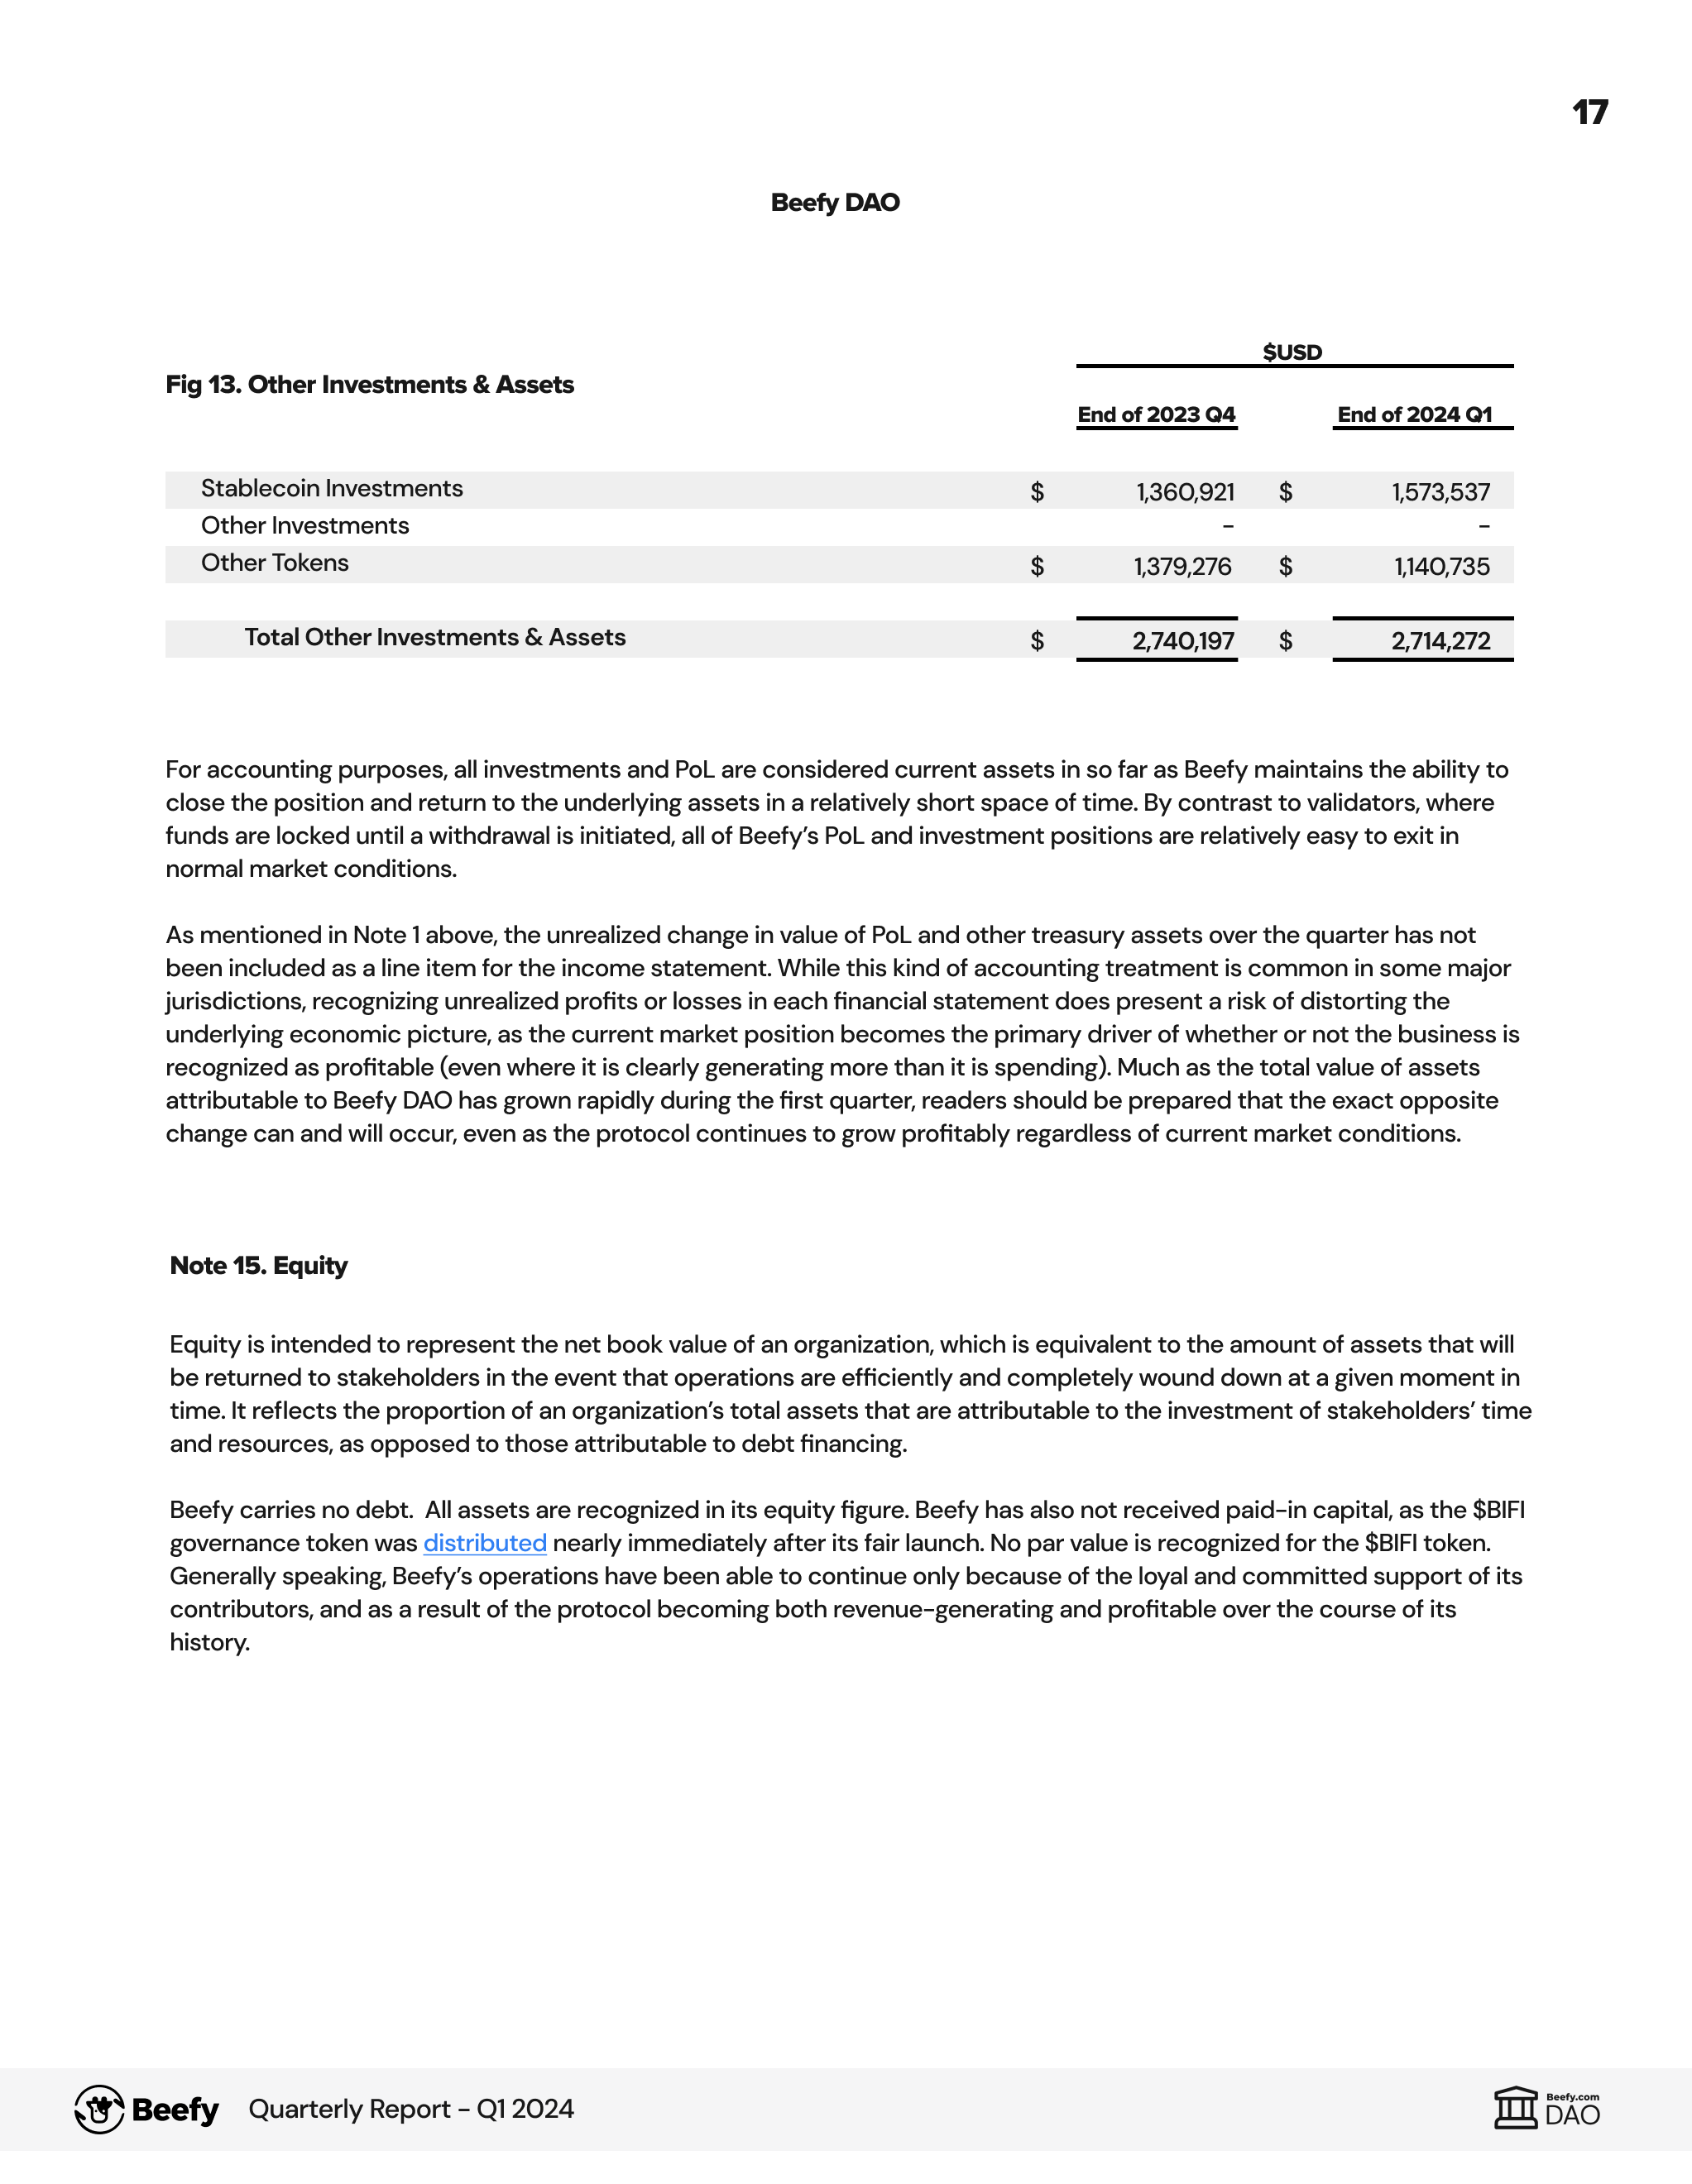 17
Beefy DAO
$USD
Fig 13. Other Investments & Assets
End of 2023 Q4 End of 2024 Q1
Stablecoin Investments $ 1,360,921 $ 1,573,537
Other Investments – –
Other Tokens $ 1,379,276 $ 1,140,735
Total Other Investments & Assets $ 2,740,197 $ 2,714,272
For accounting purposes, all investments and PoL are considered current assets in so far as Beefy maintains the ability to
close the position and return to the underlying assets in a relatively short space of time. By contrast to validators, where
funds are locked until a withdrawal is initiated, all of Beefy’s PoL and investment positions are relatively easy to exit in
normal market conditions.
As mentioned in Note 1 above, the unrealized change in value of PoL and other treasury assets over the quarter has not
been included as a line item for the income statement. While this kind of accounting treatment is common in some major
jurisdictions, recognizing unrealized profits or losses in each financial statement does present a risk of distorting the
underlying economic picture, as the current market position becomes the primary driver of whether or not the business is
recognized as profitable (even where it is clearly generating more than it is spending). Much as the total value of assets
attributable to Beefy DAO has grown rapidly during the first quarter, readers should be prepared that the exact opposite
change can and will occur, even as the protocol continues to grow profitably regardless of current market conditions.
Note 15. Equity
Equity is intended to represent the net book value of an organization, which is equivalent to the amount of assets that will
be returned to stakeholders in the event that operations are efficiently and completely wound down at a given moment in
time. It reflects the proportion of an organization’s total assets that are attributable to the investment of stakeholders’ time
and resources, as opposed to those attributable to debt financing.
Beefy carries no debt. All assets are recognized in its equity figure. Beefy has also not received paid-in capital, as the $BIFI
governance token was distributed nearly immediately after its fair launch. No par value is recognized for the $BIFI token.
Generally speaking, Beefy’s operations have been able to continue only because of the loyal and committed support of its
contributors, and as a result of the protocol becoming both revenue-generating and profitable over the course of its
history.
Beefy Quarterly Report – Q1 2024
Beefy.com
DAO